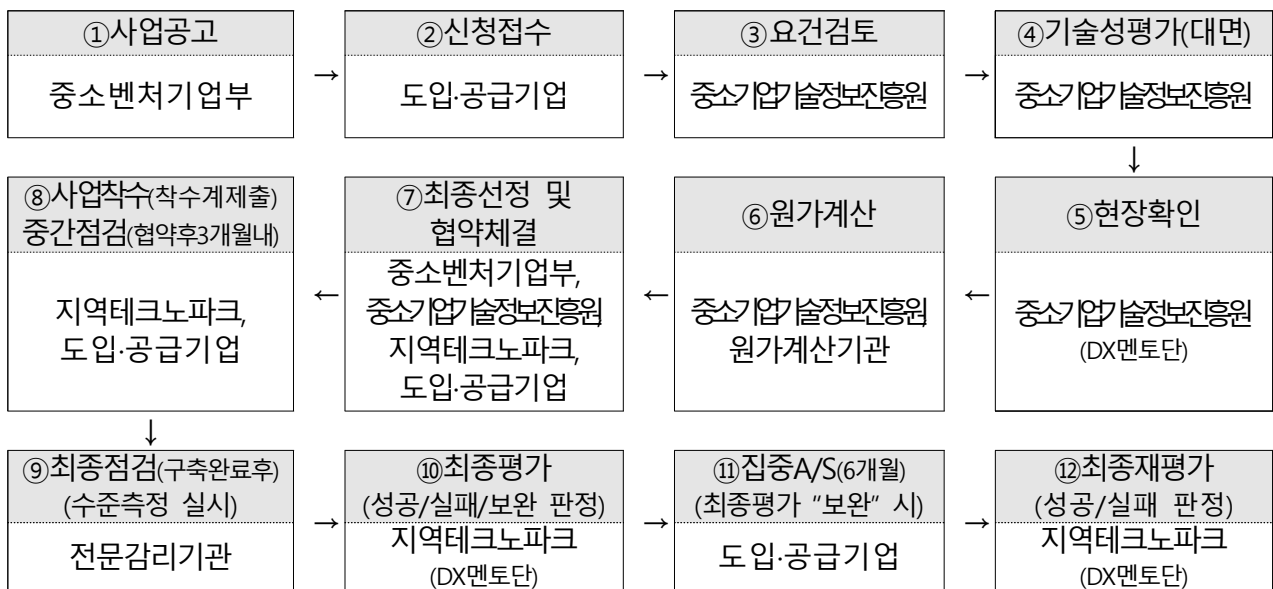 ①사업공고
중소벤처기업부
→
②신청접수
도입·공급기업
→
③요건검토
중소기업기술정보진흥원
→
④기술성평가(대면)
중소기업기술정보진흥원
↓
⑤현장확인
중소기업기술정보진흥원
(DX멘토단)
←
⑥원가계산
중소기업기술정보진흥원,
원가계산기관
←
⑦최종선정 및
협약체결
중소벤처기업부,
중소기업기술정보진흥원,
지역테크노파크,
도입·공급기업
←
⑧사업착수(착수계제출)
중간점검(협약후3개월내)
지역테크노파크,
도입·공급기업
↓
⑨최종점검(구축완료후)
(수준측정 실시)
전문감리기관
→
⑩최종평가
(성공/실패/보완 판정)
지역테크노파크
(DX멘토단)
→
⑪집중A/S(6개월)
(최종평가 “보완” 시)
도입·공급기업
→
⑫최종재평가
(성공/실패 판정)
지역테크노파크
(DX멘토단)